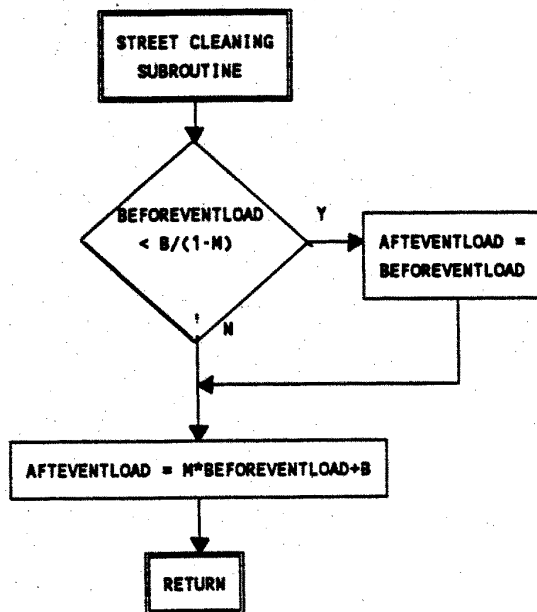 STREET CLEANING
SUBROUTINE
BEFOREVENTLOAD
< B/(1-M)
Y
AFTEVENTLOAD =
BEFOREVENTLOAD
N
AFTEVENTLOAD = M*BEFOREVENTLOAD+B
RETURN